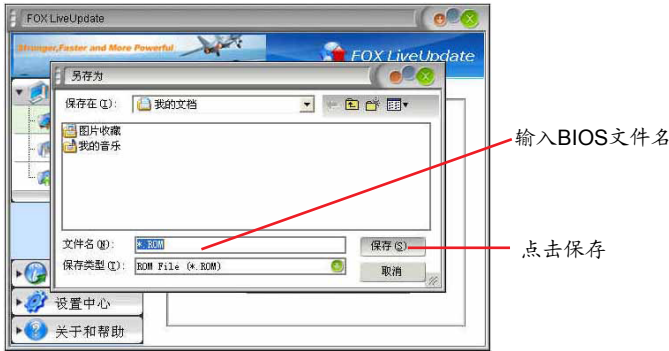 FOX LiveUpdate
Stronger,Faster and More Powerful
FOX LiveUpdate
另存为
保存在(I):
我的文档
图片收藏
我的音乐
输入BIOS文件名
文件名(N):
*.ROM
保存(S)
点击保存
保存类型(T):
ROM File (*.ROM)
取消
设置中心
关于和帮助